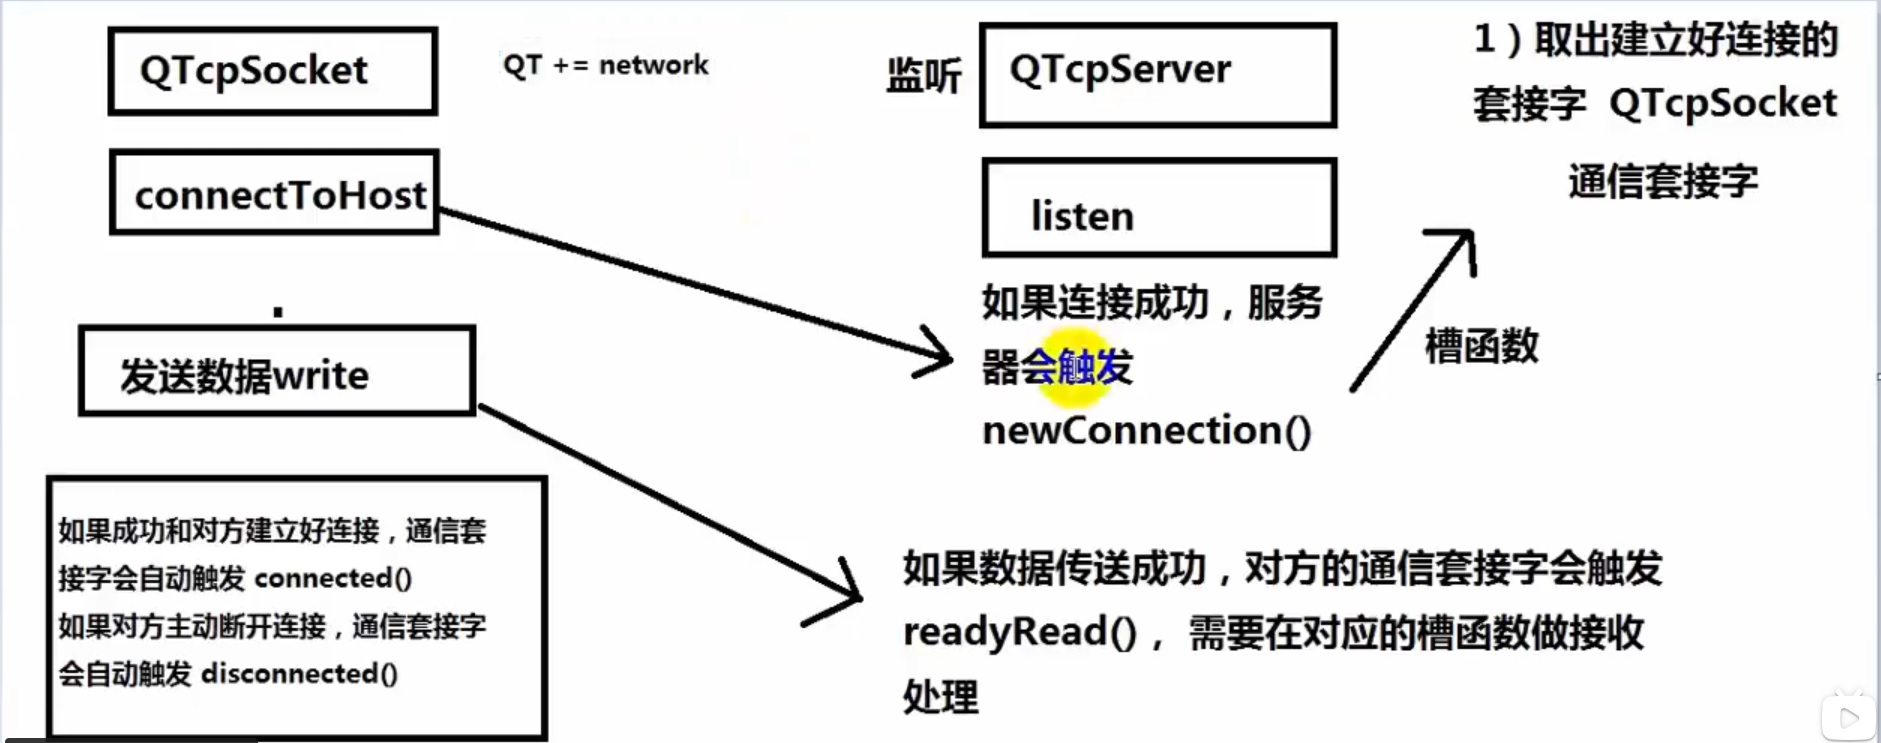 QTcpSocket
QT += network
监听
QTcpServer
1）取出建立好连接的
套接字 QTcpSocket
通信套接字
connectToHost
listen
如果连接成功，服务
器会触发
newConnection()
槽函数
发送数据write
如果成功和对方建立好连接，通信套
接字会自动触发 connected()
如果对方主动断开连接，通信套接字
会自动触发 disconnected()
如果数据传送成功，对方的通信套接字会触发
readyRead()， 需要在对应的槽函数做接收
处理